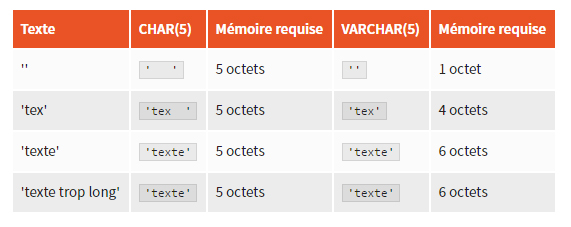 Texte CHAR(5) Mémoire requise VARCHAR(5) Mémoire requise
'' '   ' 5 octets '' 1 octet
'tex' 'tex  ' 5 octets 'tex' 4 octets
'texte' 'texte' 5 octets 'texte' 6 octets
'texte trop long' 'texte' 5 octets 'texte' 6 octets